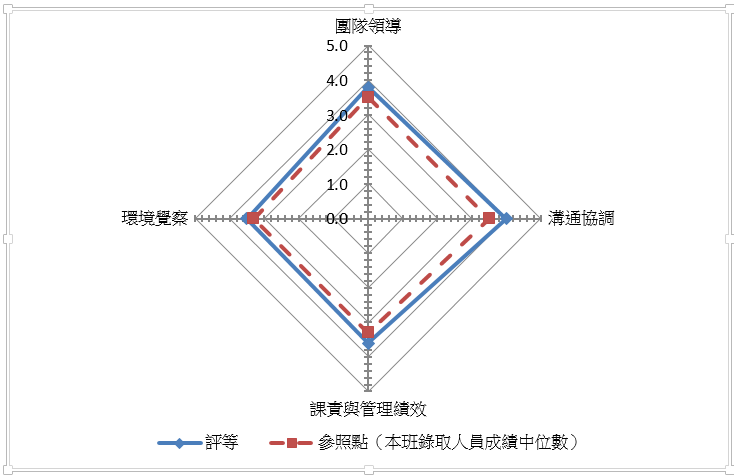 團隊領導
5.0
4.0
3.0
2.0
1.0
0.0
環境覺察
溝通協調
課責與管理績效
評等
參照點（本班錄取人員成績中位數）